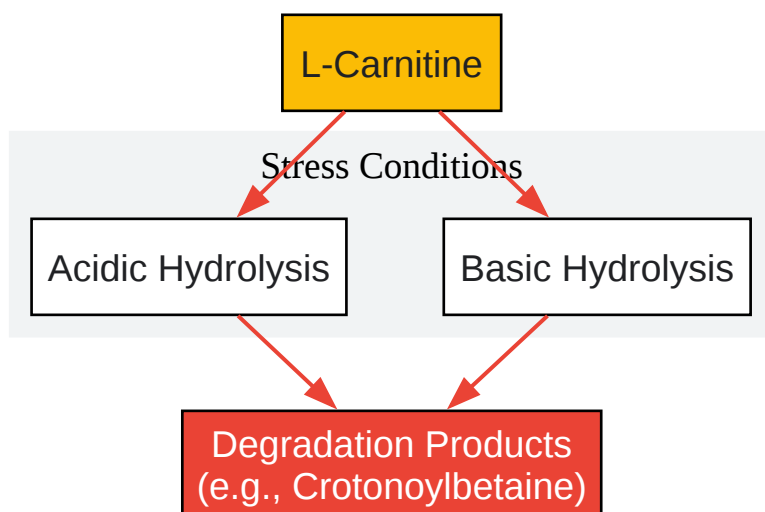 L-Carnitine
Stress Conditions
Acidic Hydrolysis
Basic Hydrolysis
Degradation Products
(e.g., Crotonoylbetaine)